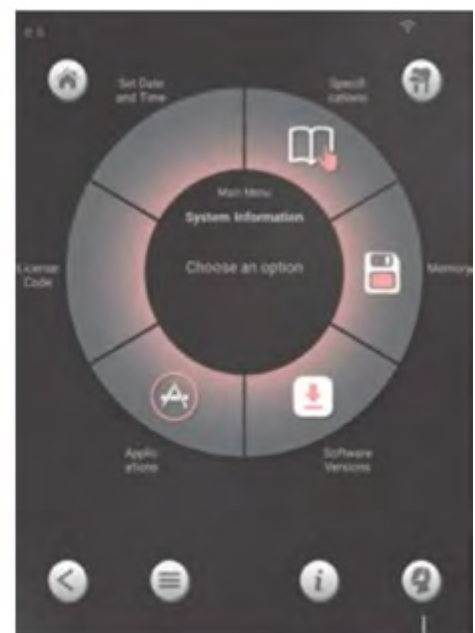 Set Date
and Time
Specifi
cations
Main Menu
System Information
Choose an option
License
Code
Memory
Applic
ations
Software
Versions
i